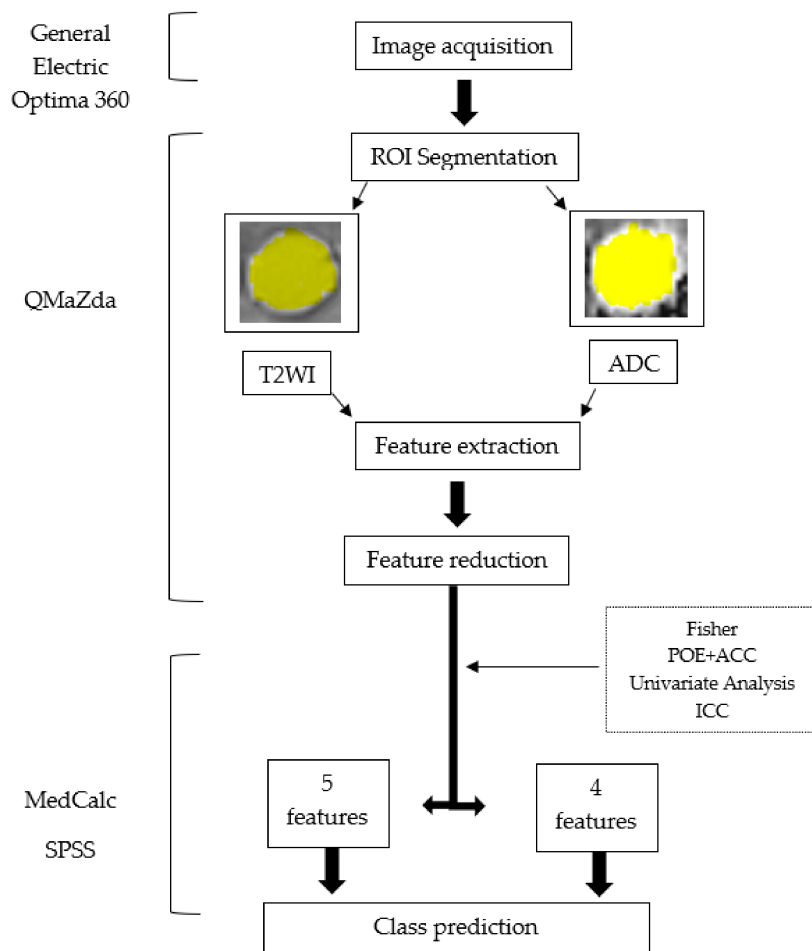 General
Electric
Optima 360
Image acquisition
ROI Segmentation
QMaZda
T2WI
ADC
Feature extraction
Feature reduction
Fisher
POE+ACC
Univariate Analysis
ICC
MedCalc
SPSS
5
features
4
features
Class prediction